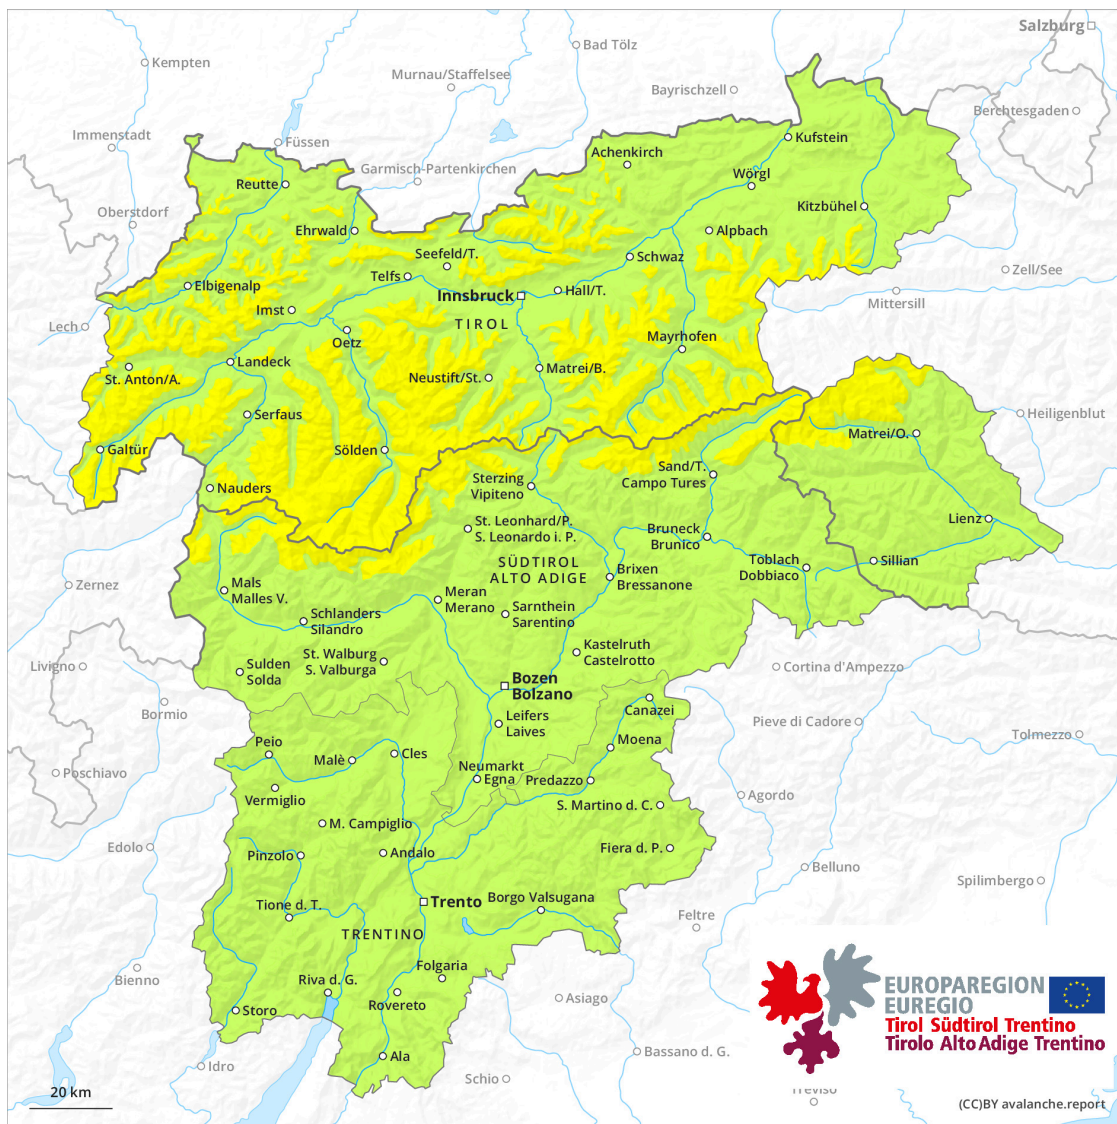 Salzburg
Bad Tölz
Kempten
Murnau/Staffelsee
Bayrischzell
Berchtesgaden
Immenstadt
Füssen
Kufstein
Achenkirch
Garmisch-Partenkirchen
Wörgl
Reutte
Kitzbühel
Oberstdorf
Ehrwald
Alpbach
Seefeld/T.
Schwaz
Telfs
Zell/See
Elbigenalp
Hall/T.
Innsbruck
Mittersill
Imst
TIROL
Lech
Oetz
Mayrhofen
Landeck
Matrei/B.
St. Anton/A.
Neustift/St.
Serfaus
Heiligenblut
Matrei/O.
Galtür
Sölden
Sand/T.
Campo Tures
Sterzing
Vipiteno
Nauders
St. Leonhard/P.
S. Leonardo i. P.
Lienz
Bruneck
Brunico
SÜDTIROL
ALTO ADIGE
Toblach
Dobbiaco
Sillian
Brixen
Bressanone
Zernez
Mals
Malles V.
Meran
Merano
Sarnthein
Sarentino
Schlanders
Silandro
Kastelruth
Castelrotto
St. Walburg
S. Valburga
Livigno
Sulden
Solda
Cortina d'Ampezzo
Bozen
Bolzano
Bormio
Canazei
Leifers
Laives
Pieve di Cadore
Tolmezzo
Peio
Moena
Cles
Malè
Poschiavo
Neumarkt
Egna
Predazzo
Vermiglio
Agordo
S. Martino d. C.
M. Campiglio
Edolo
Pinzolo
Andalo
Fiera d. P.
Belluno
Spilimbergo
Trento
Borgo Valsugana
Tione d. T.
Feltre
TRENTINO
Folgaria
Bienno
Riva d. G.
Rovereto
Asiago
Storo
EUROPAREGION
EUREGIO
Tirol Südtirol Trentino
Tirolo Alto Adige Trentino
Ala
Bassano d. G.
Idro
Schio
Treviso
20 km
(CC)BY avalanche.report